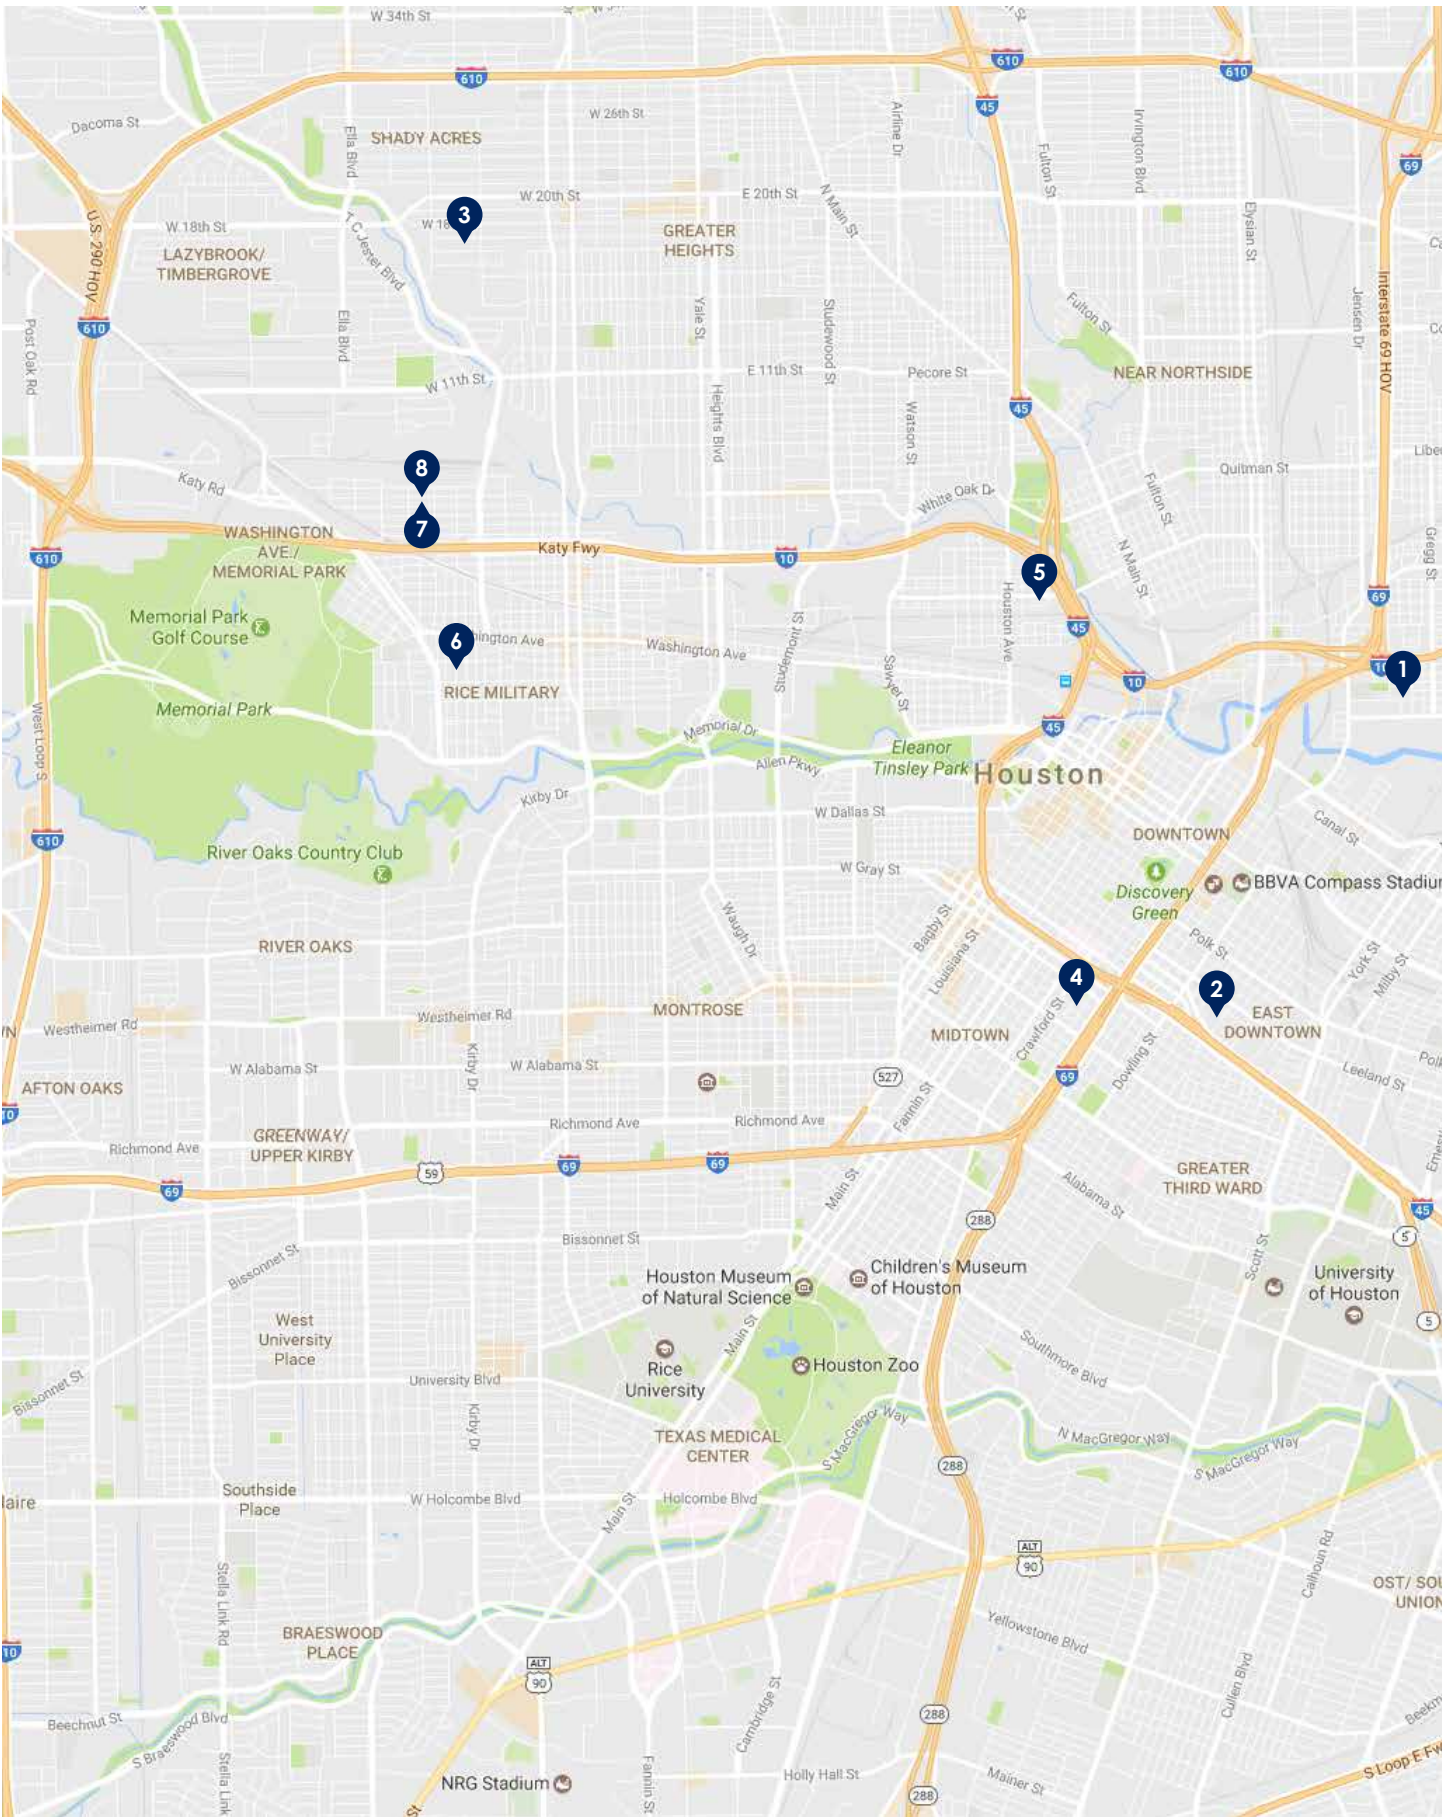 W 34th St
610
610
610
45
Dacoma St
W 26th St
SHADY ACRES
Ella Blvd
Airline Dr
Fulton St
Irvington Blvd
69
W 20th St
E 20th St
N Main St
3
W 18th St
GREATER
HEIGHTS
Elysian St
U.S. 290 HOV
LAZYBROOK/
TIMBERGROVE
T C Jester Blvd
610
Post Oak Rd
Ella Blvd
Yale St
Studewood St
Fulton St
Jensen Dr
Interstate 69 HOV
W 11th St
E 11th St
Pecore St
NEAR NORTHSIDE
Heights Blvd
Watson St
45
8
Katy Rd
Quitman St
White Oak D
Fulton St
7
WASHINGTON
AVE./
MEMORIAL PARK
Katy Fwy
10
610
N Main St
Gregg St
5
Houston Ave
69
Memorial Park
Golf Course
45
6
Washington Ave
Studemont St
Sawyer St
RICE MILITARY
10
10
1
Memorial Park
West Loop S
Memorial Dr
45
Eleanor
Tinsley Park
Houston
Allen Pkwy
Kirby Dr
W Dallas St
Canal St
610
DOWNTOWN
River Oaks Country Club
W Gray St
Discovery
Green
BBVA Compass Stadiur
Waugh Dr
Bagby St
Louisiana St
Polk St
RIVER OAKS
York St
Milby St
4
2
MONTROSE
MIDTOWN
Crawford St
EAST
DOWNTOWN
Westheimer Rd
Westheimer Rd
Kirby Dr
W Alabama St
W Alabama St
527
69
Dowling St
Leeland St
AFTON OAKS
10
Fannin St
Richmond Ave
Richmond Ave
Richmond Ave
GREENWAY/
UPPER KIRBY
59
69
69
69
Main St
Alabama St
GREATER
THIRD WARD
45
288
5
Bissonnet St
Bissonnet St
Scott St
Houston Museum
of Natural Science
Children's Museum
of Houston
University
of Houston
5
West
University
Place
Main St
Rice
University
Houston Zoo
Southmore Blvd
Bissonnet St
University Blvd
Kirby Dr
TEXAS MEDICAL
CENTER
S MacGregor Way
N MacGregor Way
S MacGregor Way
288
laire
Southside
Place
W Holcombe Blvd
Main St
Holcombe Blvd
ALT
90
Calhoun Rd
Stella Link Rd
OST/ SOU
UNION
Yellowstone Blvd
BRAESWOOD
PLACE
10
ALT
90
Cambridge St
Cullen Blvd
288
Beechnut St
S Braeswood Blvd
Stella Link
Fannin St
S Loop E Fw
NRG Stadium
Holly Hall St
Mainer St
288
St